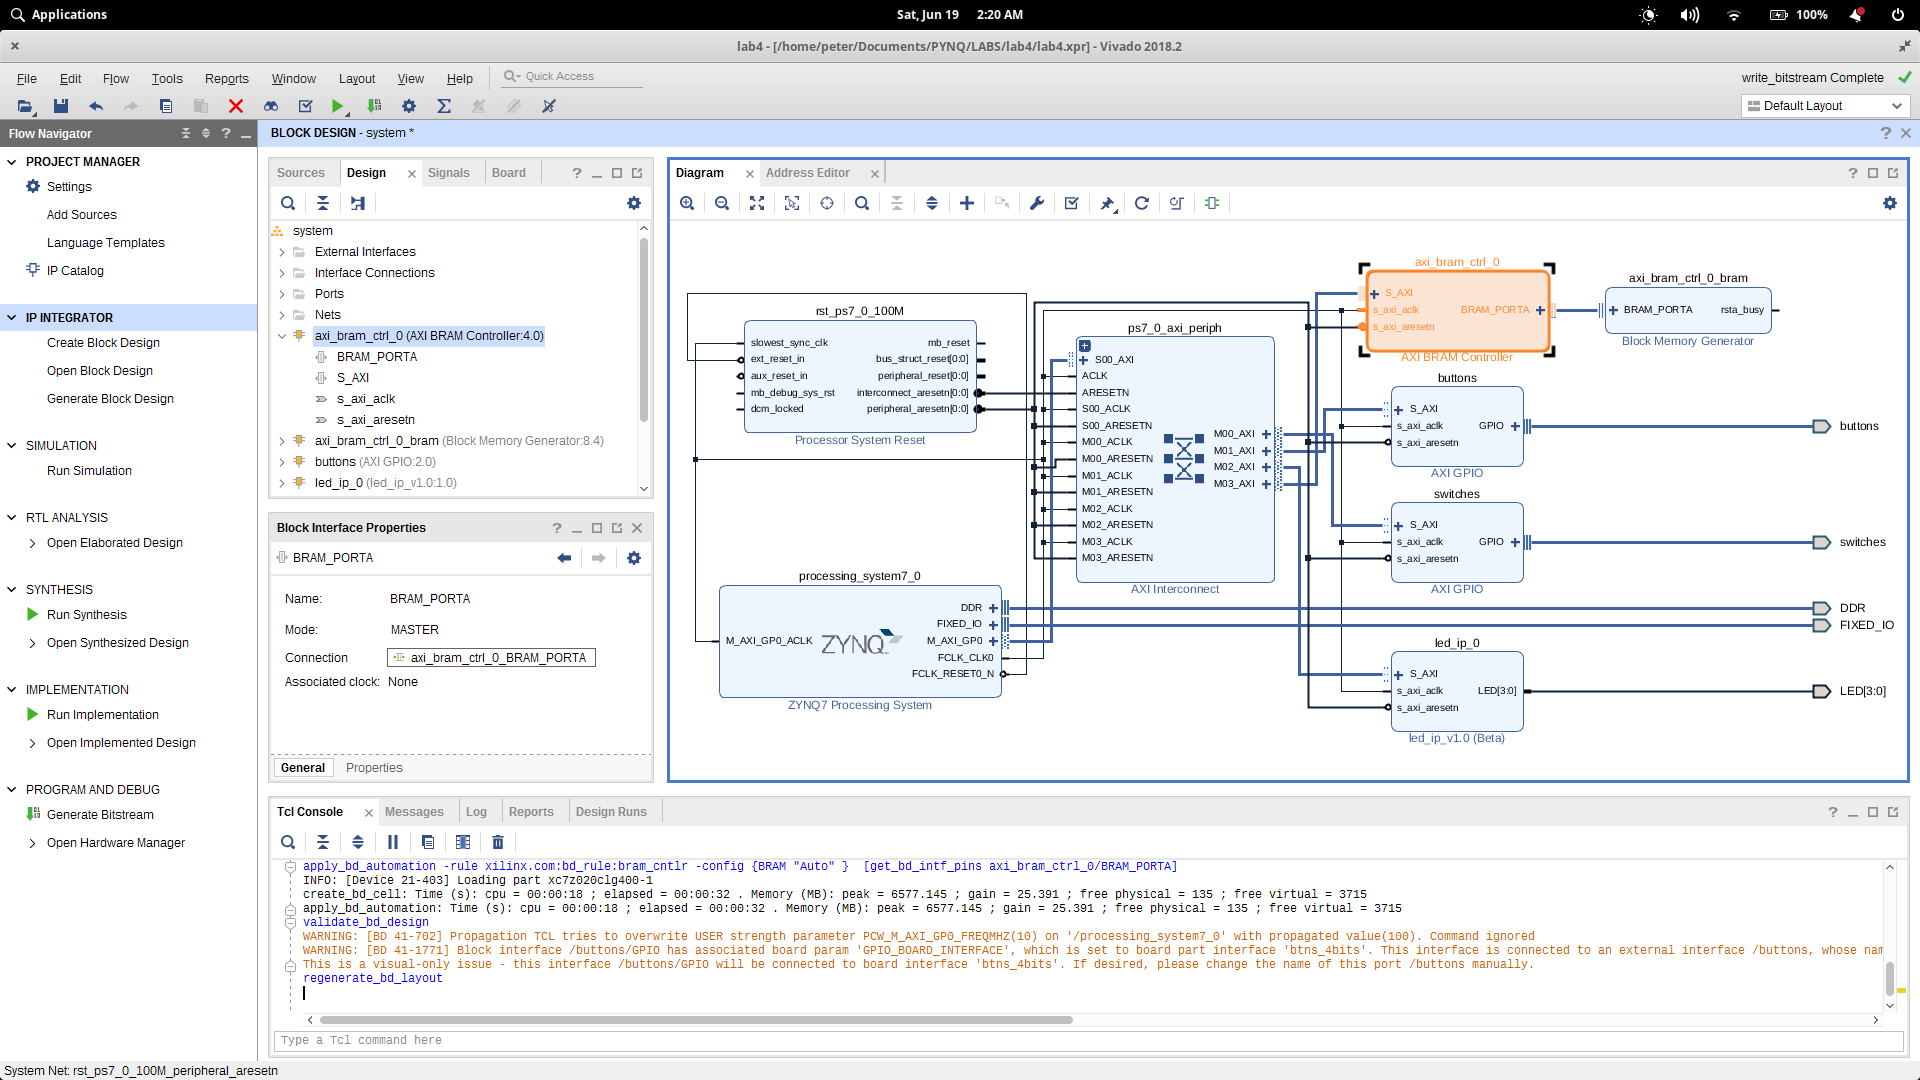 Applications
Sat, Jun 19 2:20 AM
100%
lab4 - [/home/peter/Documents/PYNQ/LABS/lab4/lab4.xpr] - Vivado 2018.2
File Edit Flow Tools Reports Window Layout View Help
Quick Access
write_bitstream Complete
Default Layout
Flow Navigator
PROJECT MANAGER
Settings
Add Sources
Language Templates
IP Catalog
IP INTEGRATOR
Create Block Design
Open Block Design
Generate Block Design
SIMULATION
Run Simulation
RTL ANALYSIS
Open Elaborated Design
SYNTHESIS
Run Synthesis
Open Synthesized Design
IMPLEMENTATION
Run Implementation
Open Implemented Design
PROGRAM AND DEBUG
Generate Bitstream
Open Hardware Manager
BLOCK DESIGN - system *
Sources Design Signals Board
system
External Interfaces
Interface Connections
Ports
Nets
axi_bram_ctrl_0 (AXI BRAM Controller:4.0)
BRAM_PORTA
S_AXI
s_axi_aclk
s_axi_aresetn
axi_bram_ctrl_0_bram (Block Memory Generator:8.4)
buttons (AXI GPIO:2.0)
led_ip_0 (led_ip_v1.0:1.0)
Block Interface Properties
BRAM_PORTA
Name: BRAM_PORTA
Mode: MASTER
Connection axi_bram_ctrl_0_BRAM_PORTA
Associated clock: None
General Properties
Diagram Address Editor
rst_ps7_0_100M
slowest_sync_clk
ext_reset_in
aux_reset_in
mb_debug_sys_rst
dcm_locked
mb_reset
bus_struct_reset[0:0]
peripheral_reset[0:0]
interconnect_aresetn[0:0]
peripheral_aresetn[0:0]
Processor System Reset
processing_system7_0
M_AXI_GP0_ACLK
ZYNQ
DDR
FIXED_IO
M_AXI_GP0
FCLK_CLK0
FCLK_RESET0_N
ZYNQ7 Processing System
ps7_0_axi_periph
S00_AXI
ACLK
ARESETN
S00_ACLK
S00_ARESETN
M00_ACLK
M00_ARESETN
M01_ACLK
M01_ARESETN
M02_ACLK
M02_ARESETN
M03_ACLK
M03_ARESETN
M00_AXI
M01_AXI
M02_AXI
M03_AXI
AXI Interconnect
axi_bram_ctrl_0
S_AXI
s_axi_aclk
s_axi_aresetn
BRAM_PORTA
AXI BRAM Controller
axi_bram_ctrl_0_bram
BRAM_PORTA
rsta_busy
Block Memory Generator
buttons
S_AXI
s_axi_aclk
s_axi_aresetn
GPIO
AXI GPIO
buttons
switches
S_AXI
s_axi_aclk
s_axi_aresetn
GPIO
AXI GPIO
switches
DDR
FIXED_IO
led_ip_0
S_AXI
s_axi_aclk
s_axi_aresetn
LED[3:0]
led_ip_v1.0 (Beta)
LED[3:0]
Tcl Console Messages Log Reports Design Runs
apply_bd_automation -rule xilinx.com:bd_rule:bram_cntlr -config {BRAM "Auto" } [get_bd_intf_pins axi_bram_ctrl_0/BRAM_PORTA]
INFO: [Device 21-403] Loading part xc7z020clg400-1
create_bd_cell: Time (s): cpu = 00:00:18 ; elapsed = 00:00:32 . Memory (MB): peak = 6577.145 ; gain = 25.391 ; free physical = 135 ; free virtual = 3715
apply_bd_automation: Time (s): cpu = 00:00:18 ; elapsed = 00:00:32 . Memory (MB): peak = 6577.145 ; gain = 25.391 ; free physical = 135 ; free virtual = 3715
validate_bd_design
WARNING: [BD 41-702] Propagation TCL tries to overwrite USER strength parameter PCW_M_AXI_GP0_FREQMHZ(10) on '/processing_system7_0' with propagated value(100). Command ignored
WARNING: [BD 41-1771] Block interface /buttons/GPIO has associated board param 'GPIO_BOARD_INTERFACE', which is set to board part interface 'btns_4bits'. This interface is connected to an external interface /buttons, whose nam
This is a visual-only issue - this interface /buttons/GPIO will be connected to board interface 'btns_4bits'. If desired, please change the name of this port /buttons manually.
regenerate_bd_layout
Type a Tcl command here
System Net: rst_ps7_0_100M_peripheral_aresetn